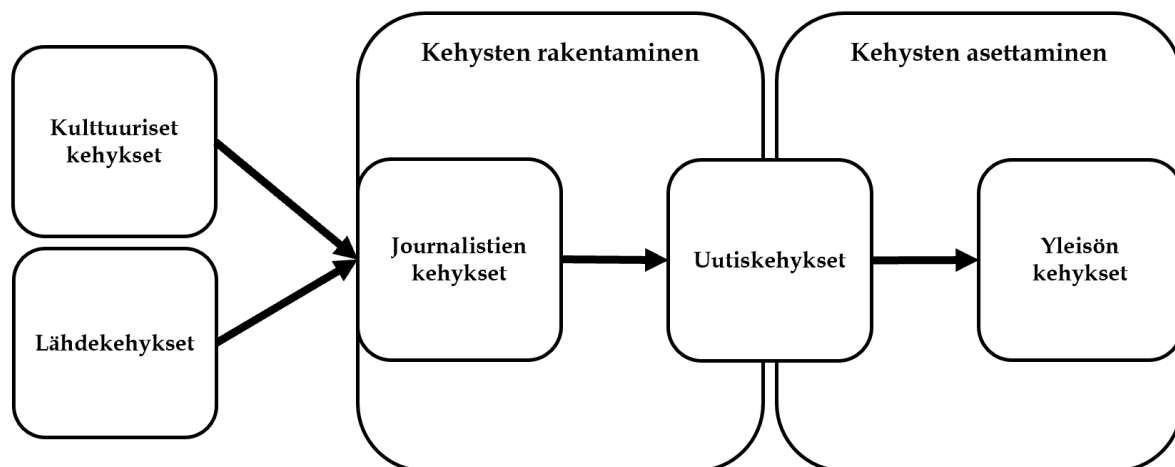 Kehysten rakentaminen
Kehysten asettaminen
Kulttuuriset
kehykset
Lähdekehykset
Journalistien
kehykset
Uutiskehykset
Yleisön
kehykset